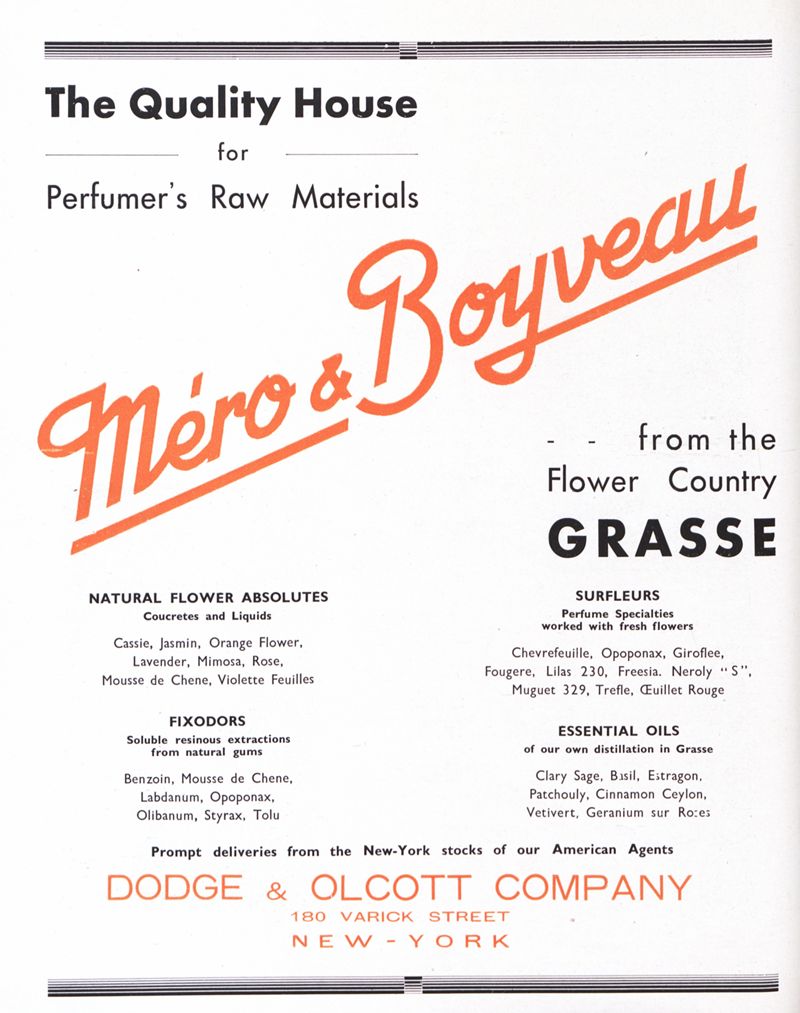 The Quality House
for
Perfumer's Raw Materials
Méro & Boyveau
- - from the
Flower Country
GRASSE
NATURAL FLOWER ABSOLUTES
Coucretes and Liquids
Cassie, Jasmin, Orange Flower,
Lavender, Mimosa, Rose,
Mousse de Chene, Violette Feuilles
FIXODORS
Soluble resinous extractions
from natural gums
Benzoin, Mousse de Chene,
Labdanum, Opoponax,
Olibanum, Styrax, Tolu
SURFLEURS
Perfume Specialties
worked with fresh flowers
Chevrefeuille, Opoponax, Giroflee,
Fougere, Lilas 230, Freesia. Neroly "S",
Muguet 329, Trefle, Œuillet Rouge
ESSENTIAL OILS
of our own distillation in Grasse
Clary Sage, Basil, Estragon,
Patchouly, Cinnamon Ceylon,
Vetivert, Geranium sur Roses
Prompt deliveries from the New-York stocks of our American Agents
DODGE & OLCOTT COMPANY
180 VARICK STREET
NEW-YORK